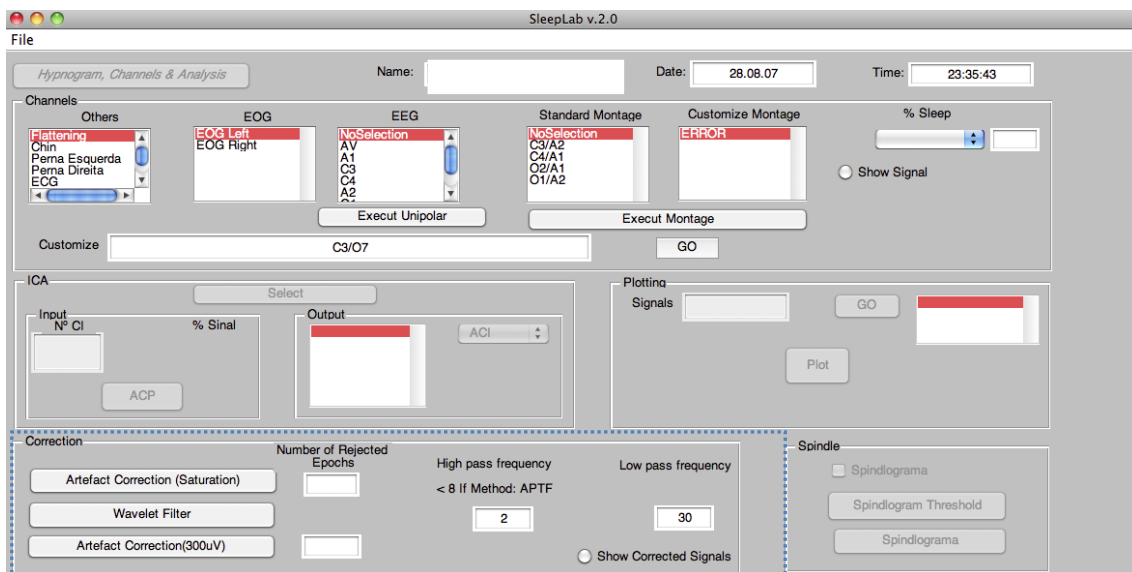 SleepLab v.2.0
File
Hypnogram, Channels & Analysis
Name:
Date:
28.08.07
Time:
23:35:43
Channels
Others
EOG
EEG
Standard Montage
Customize Montage
% Sleep
Flattening
Chin
Perna Esquerda
Perna Direita
ECG
EOG Left
EOG Right
NoSelection
AV
A1
C3
C4
A2
NoSelection
C3/A2
C4/A1
O2/A1
O1/A2
ERROR
Show Signal
Execut Unipolar
Execut Montage
Customize
C3/O7
GO
ICA
Select
Input
Nº CI
% Sinal
ACP
Output
ACI
Plotting
Signals
GO
Plot
Correction
Number of Rejected
Epochs
High pass frequency
Low pass frequency
Artefact Correction (Saturation)
< 8 If Method: APTF
Wavelet Filter
2
30
Artefact Correction(300uV)
Show Corrected Signals
Spindle
Spindlograma
Spindlogram Threshold
Spindlograma